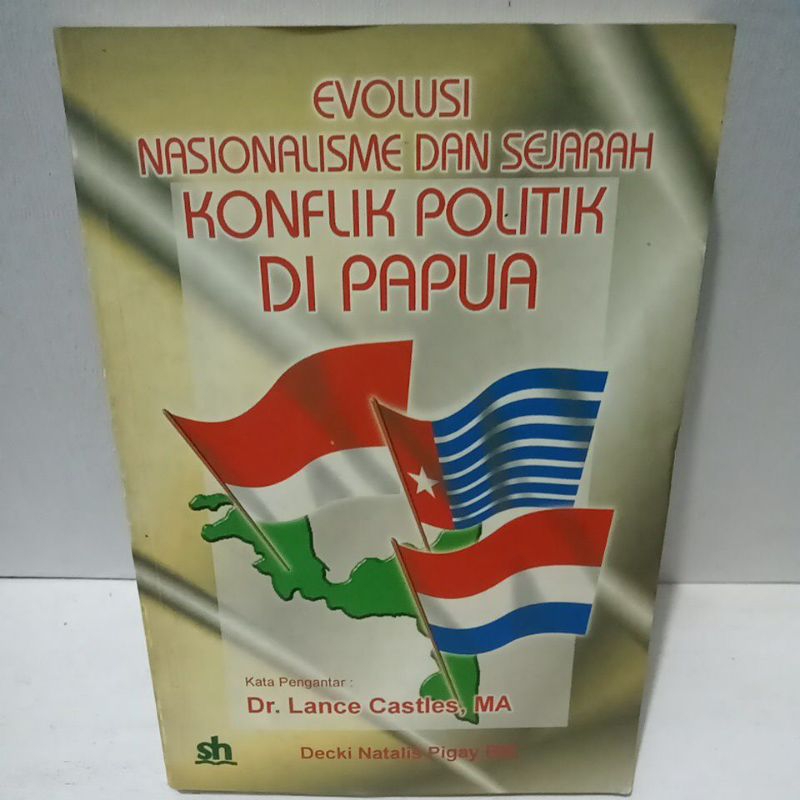 EVOLUSI
NASIONALISME DAN SEJARAH
KONFLIK POLITIK
DI PAPUA
Kata Pengantar :
Dr. Lance Castles, MA
sh
Decki Natalis Pigay